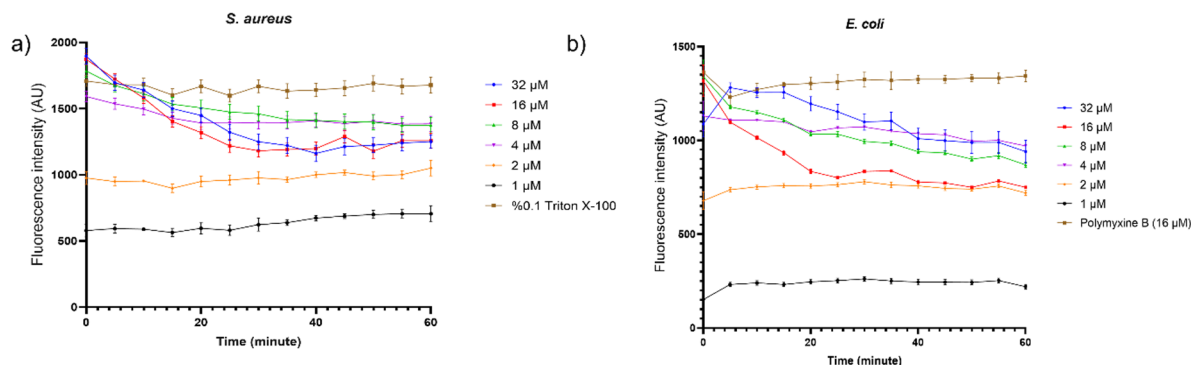 S. aureus
a)
Fluorescence intensity (AU)
2000
1500
1000
500
0
0 20 40 60
Time (minute)
32 µM
16 µM
8 µM
4 µM
2 µM
1 µM
%0.1 Triton X-100
E. coli
b)
Fluorescence intensity (AU)
1500
1000
500
0
0 20 40 60
Time (minute)
32 µM
16 µM
8 µM
4 µM
2 µM
1 µM
Polymyxine B (16 µM)